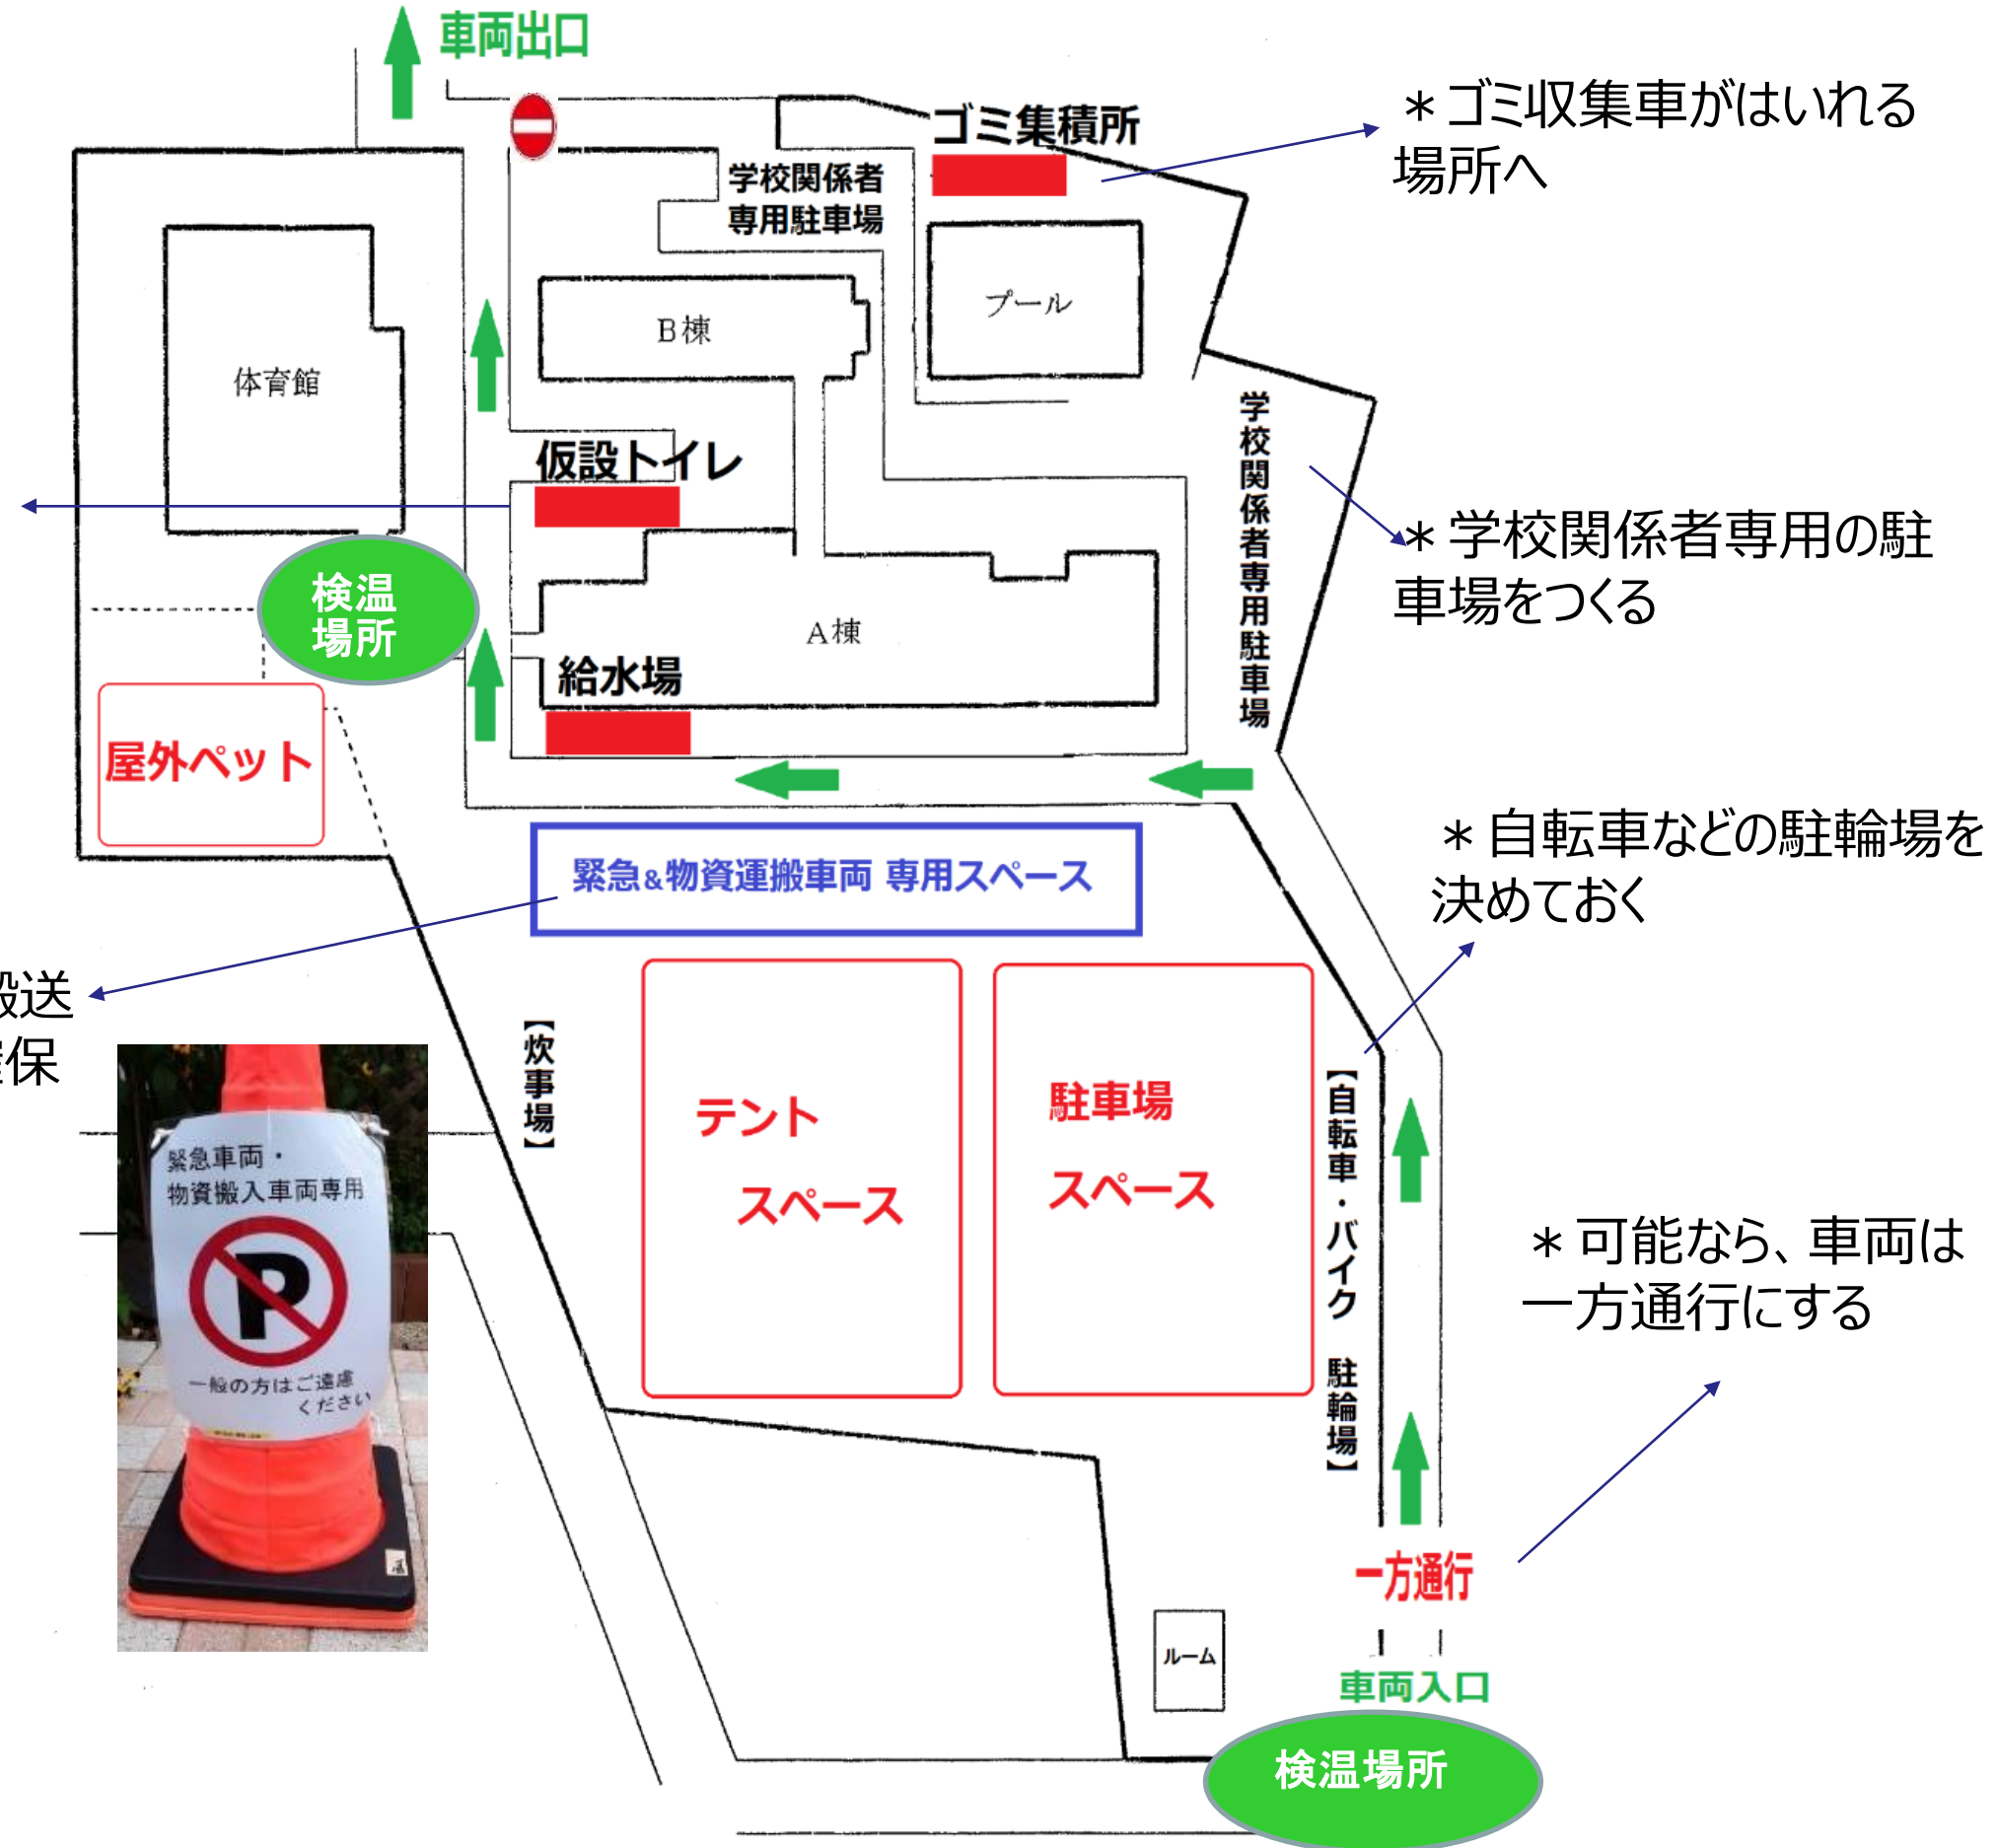 車両出口
ゴミ集積所
＊ゴミ収集車がはいれる
場所へ
学校関係者
専用駐車場
プール
B棟
体育館
仮設トイレ
学校関係者専用駐車場
＊学校関係者専用の駐
車場をつくる
検温
場所
A棟
給水場
屋外ペット
＊自転車などの駐輪場を
決めておく
緊急&物資運搬車両 専用スペース
搬送
確保
【炊事場】
テント
スペース
駐車場
スペース
【自転車・バイク 駐輪場】
緊急車両・
物資搬入車両専用
P
一般の方はご遠慮
ください
＊可能なら、車両は
一方通行にする
一方通行
ルーム
車両入口
検温場所